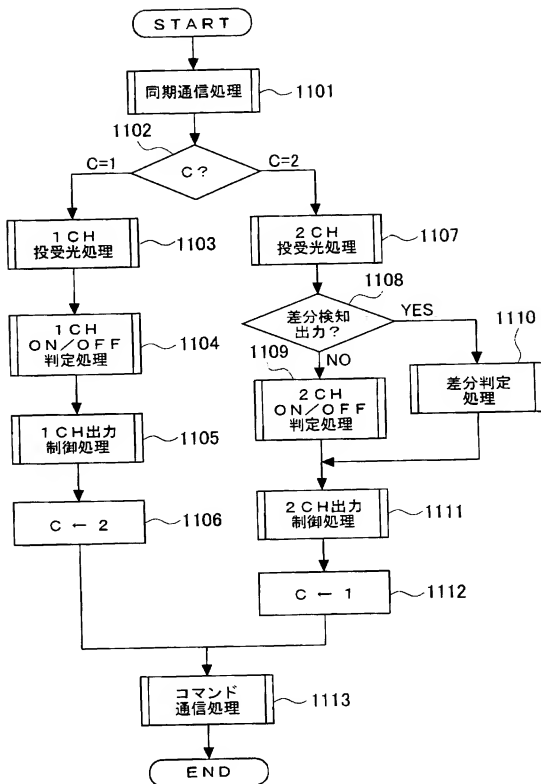 START
同期通信処理
1101
1102
C?
C=1
C=2
1CH
投受光処理
1103
2CH
投受光処理
1107
1108
差分検知
出力?
YES
NO
1110
差分判定
処理
1CH
ON/OFF
判定処理
1104
1109
2CH
ON/OFF
判定処理
1CH出力
制御処理
1105
2CH出力
制御処理
1111
C ← 2
1106
C ← 1
1112
コマンド
通信処理
1113
END